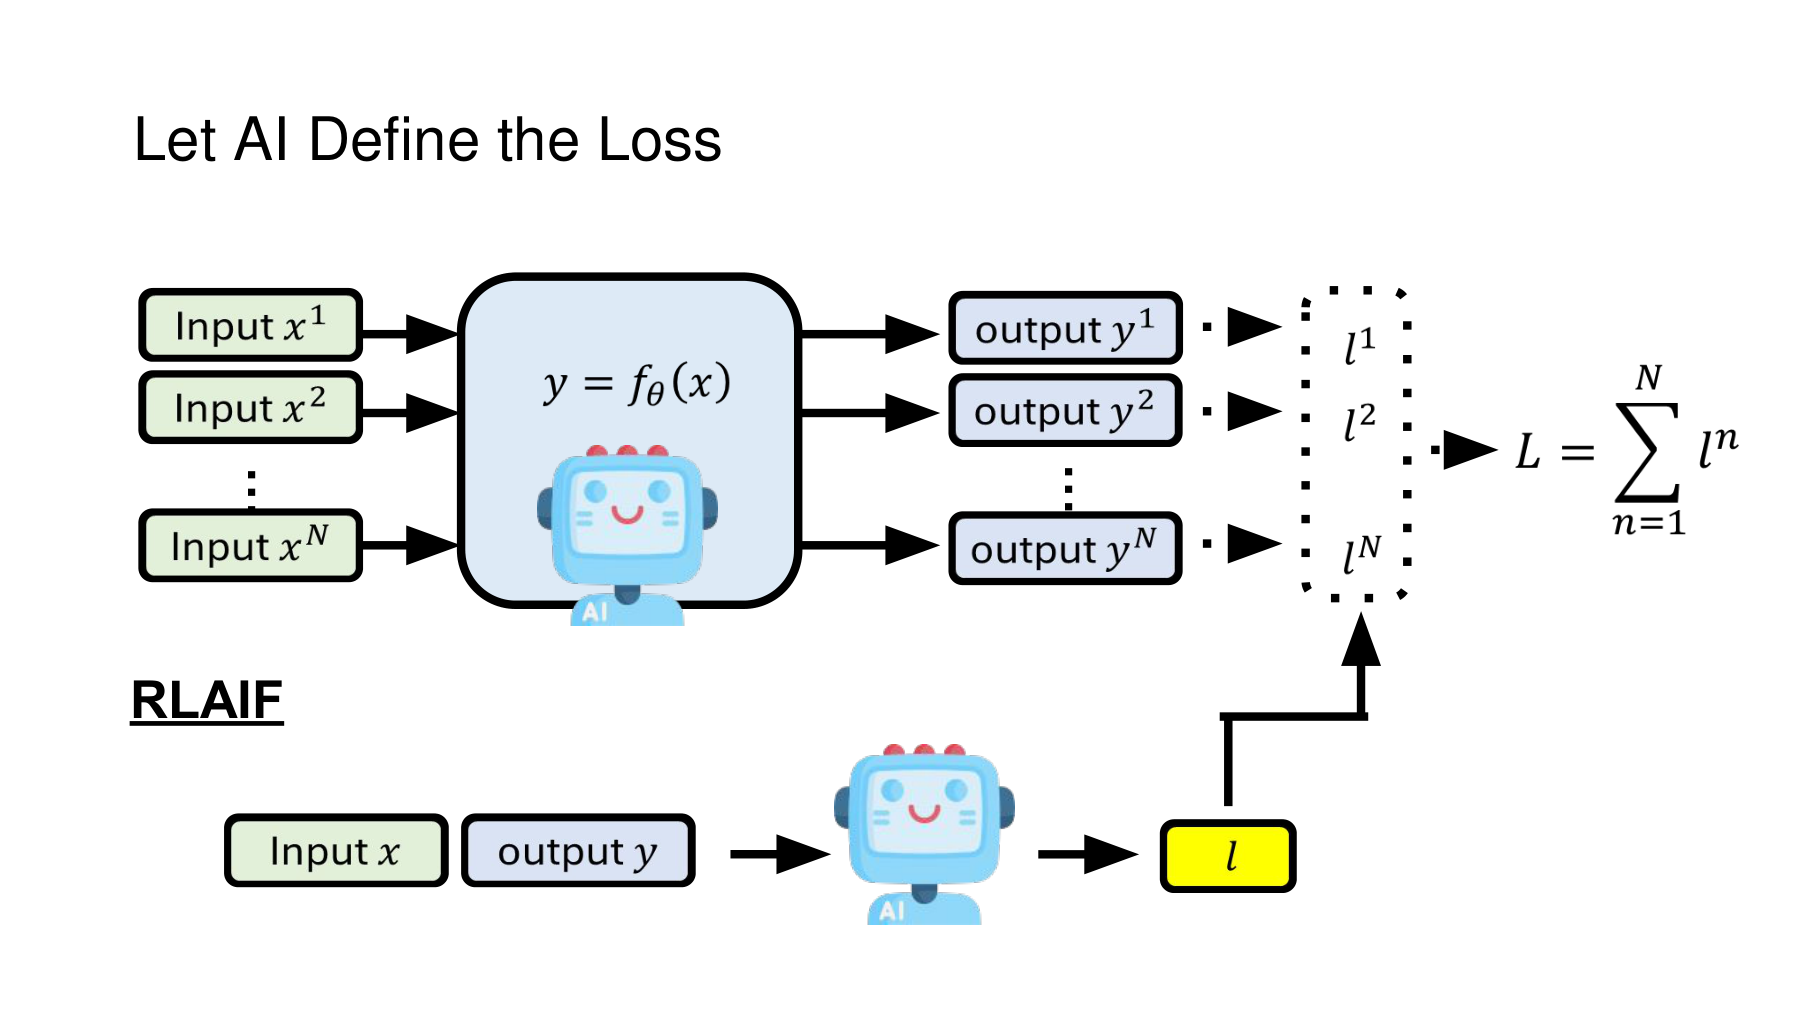 Let AI Define the Loss
Input x¹
Input x²
⋮
Input xᴺ
y = f_θ(x)
AI
output y¹
output y²
⋮
output yᴺ
l¹
l²
lᴺ
L = ∑_{n=1}^{N} lⁿ
RLAIF
Input x
output y
AI
l